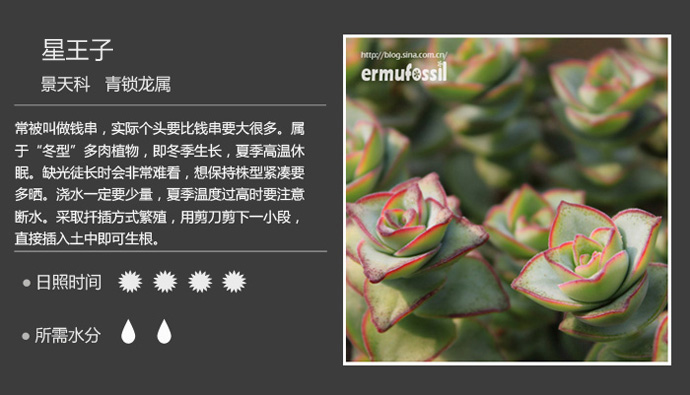 星王子
景天科 青锁龙属
常被叫做钱串，实际个头要比钱串要大很多。属
于“冬型”多肉植物，即冬季生长，夏季高温休
眠。缺光徒长时会非常难看，想保持株型紧凑要
多晒。浇水一定要少量，夏季温度过高时要注意
断水。采取扦插方式繁殖，用剪刀剪下一小段，
直接插入土中即可生根。
日照时间
所需水分
http://blog.sina.com.cn/
ermufossil